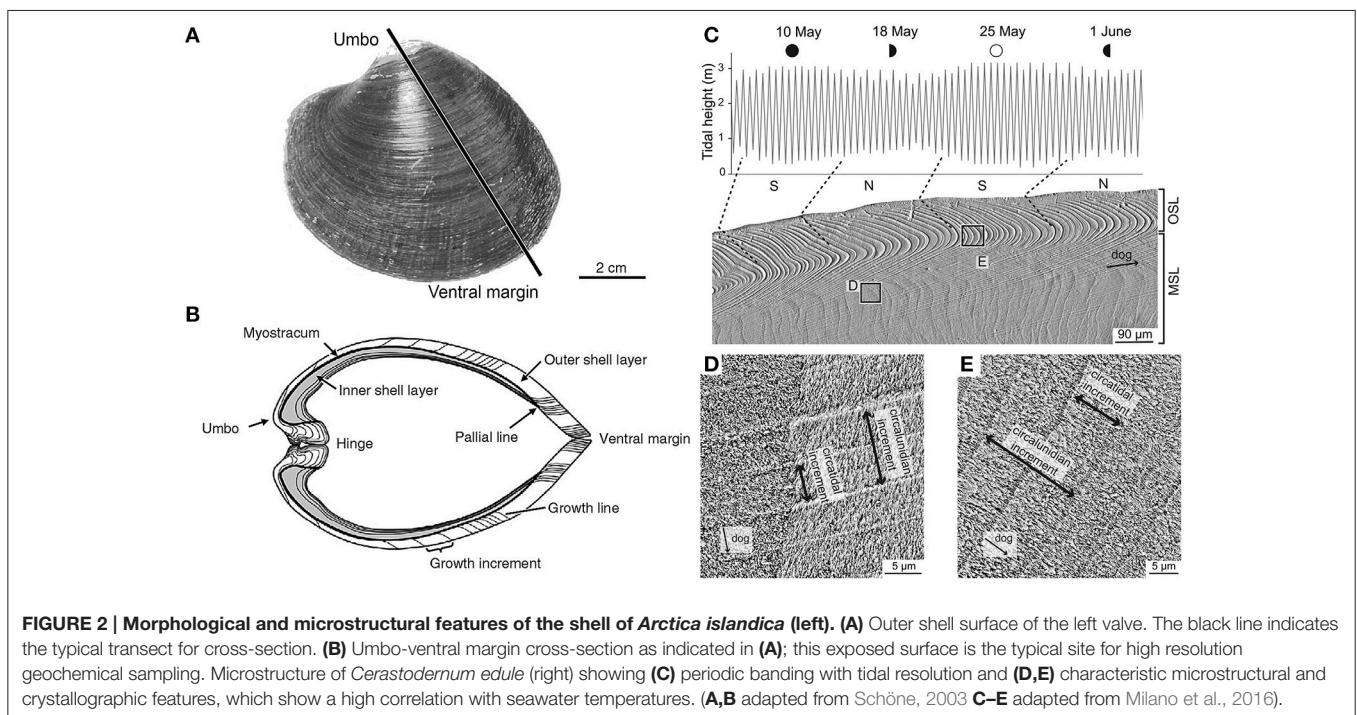 A
Umbo
Ventral margin
2 cm
B
Myostracum
Inner shell layer
Outer shell layer
Umbo
Hinge
Pallial line
Ventral margin
Growth line
Growth increment
C
10 May 18 May 25 May 1 June
Tidal height (m)
3
2
1
0
S N S N
OSL
MSL
E
D
dog
90 µm
D
circatidal
increment
circalunidian
increment
dog
5 µm
E
circatidal
increment
circalunidian
increment
dog
5 µm
FIGURE 2 | Morphological and microstructural features of the shell of Arctica islandica (left). (A) Outer shell surface of the left valve. The black line indicates
the typical transect for cross-section. (B) Umbo-ventral margin cross-section as indicated in (A); this exposed surface is the typical site for high resolution
geochemical sampling. Microstructure of Cerastodernum edule (right) showing (C) periodic banding with tidal resolution and (D,E) characteristic microstructural and
crystallographic features, which show a high correlation with seawater temperatures. (A,B adapted from Schöne, 2003 C–E adapted from Milano et al., 2016).